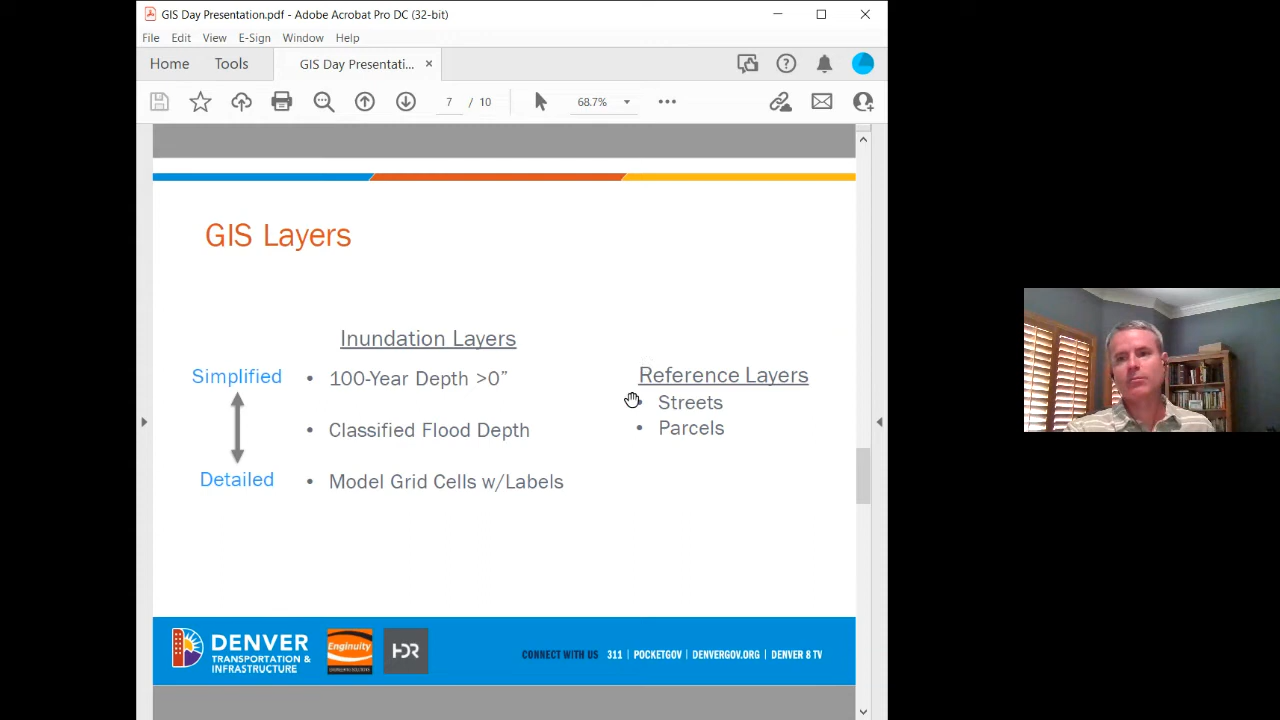 GIS Day Presentation.pdf - Adobe Acrobat Pro DC (32-bit)
File Edit View E-Sign Window Help
Home Tools GIS Day Presentati... ×
7 / 10 68.7%
GIS Layers
Inundation Layers
Simplified • 100-Year Depth >0”
• Classified Flood Depth
Detailed • Model Grid Cells w/Labels
Reference Layers
• Streets
• Parcels
DENVER
TRANSPORTATION &
INFRASTRUCTURE
Enginuity
ENGINEERING SOLUTIONS
HDR
CONNECT WITH US 311 | POCKETGOV | DENVERGOV.ORG | DENVER 8 TV